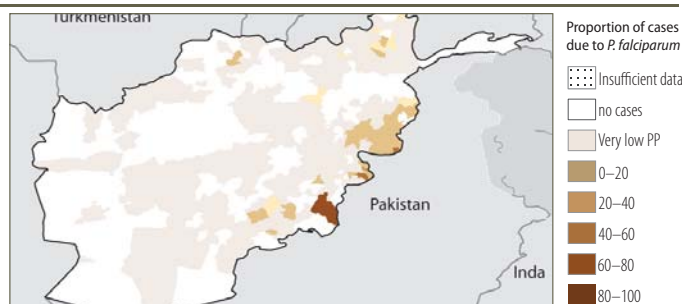 Turkmenistan
Pakistan
Inda
Proportion of cases
due to P. falciparum
Insufficient data
no cases
Very low PP
0–20
20–40
40–60
60–80
80–100